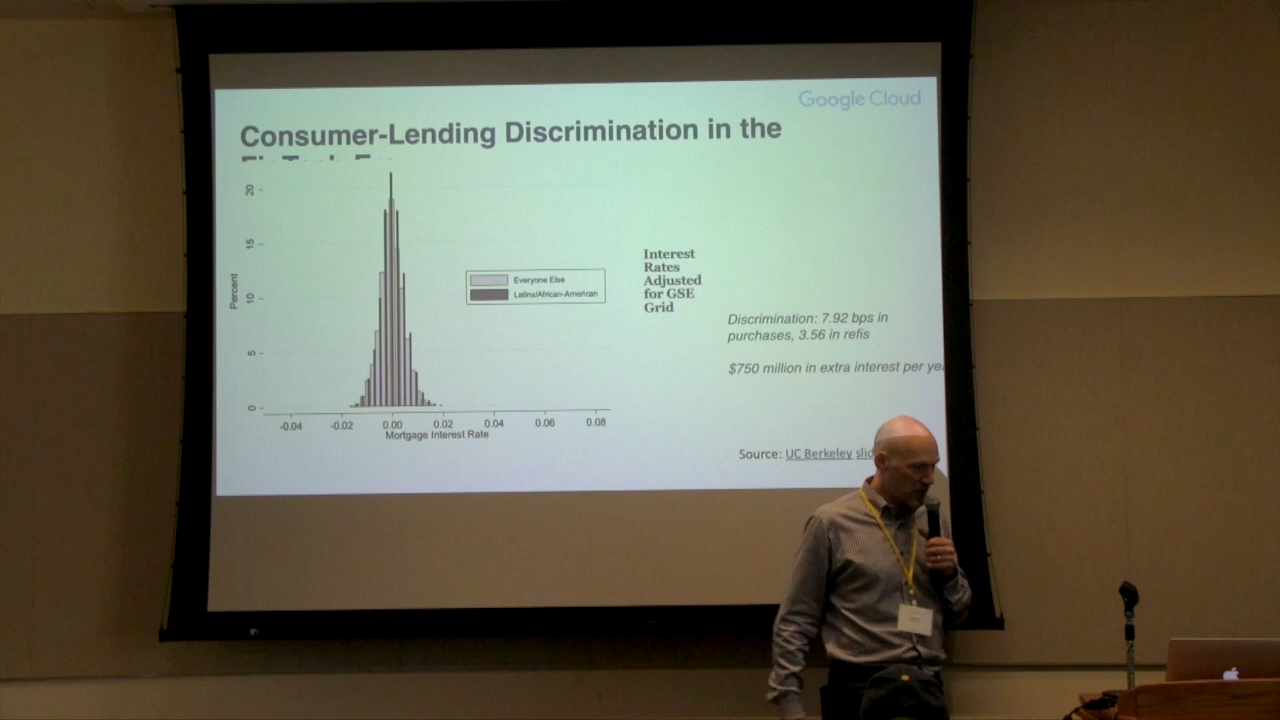 Google Cloud
Consumer-Lending Discrimination in the
20
15
10
5
0
Percent
-0.04 -0.02 0.00 0.02 0.04 0.06 0.08
Mortgage Interest Rate
Everyone Else
Latinx/African-American
Interest
Rates
Adjusted
for GSE
Grid
Discrimination: 7.92 bps in
purchases, 3.56 in refis
$750 million in extra interest per
Source: UC Berkeley